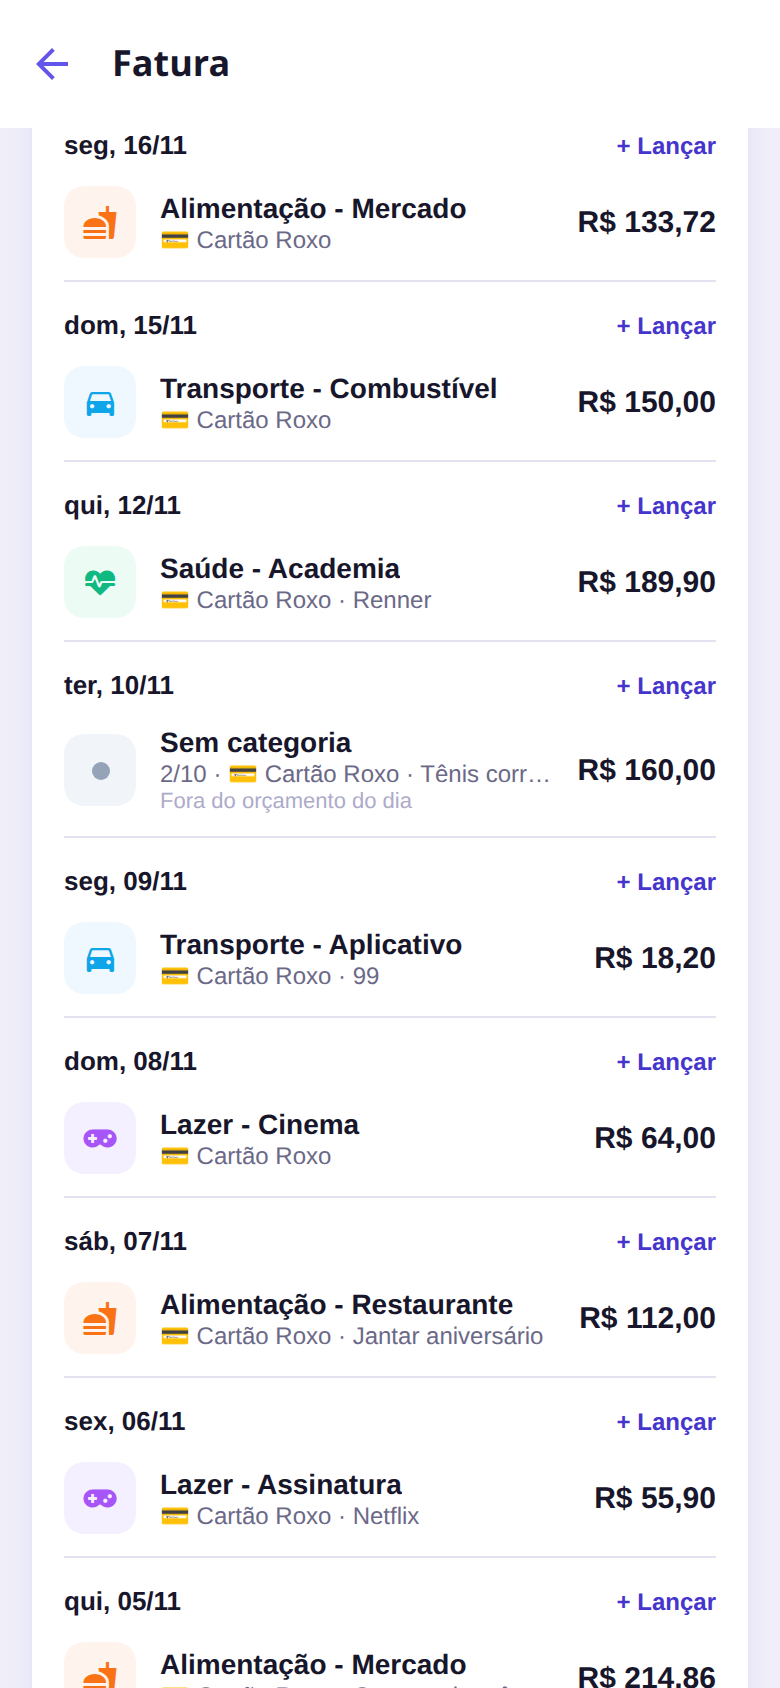 Fatura
seg, 16/11
+ Lançar
Alimentação - Mercado
💳 Cartão Roxo
R$ 133,72
dom, 15/11
+ Lançar
Transporte - Combustível
💳 Cartão Roxo
R$ 150,00
qui, 12/11
+ Lançar
Saúde - Academia
💳 Cartão Roxo · Renner
R$ 189,90
ter, 10/11
+ Lançar
Sem categoria
2/10 · 💳 Cartão Roxo · Tênis corr…
Fora do orçamento do dia
R$ 160,00
seg, 09/11
+ Lançar
Transporte - Aplicativo
💳 Cartão Roxo · 99
R$ 18,20
dom, 08/11
+ Lançar
Lazer - Cinema
💳 Cartão Roxo
R$ 64,00
sáb, 07/11
+ Lançar
Alimentação - Restaurante
💳 Cartão Roxo · Jantar aniversário
R$ 112,00
sex, 06/11
+ Lançar
Lazer - Assinatura
💳 Cartão Roxo · Netflix
R$ 55,90
qui, 05/11
+ Lançar
Alimentação - Mercado
R$ 214,86